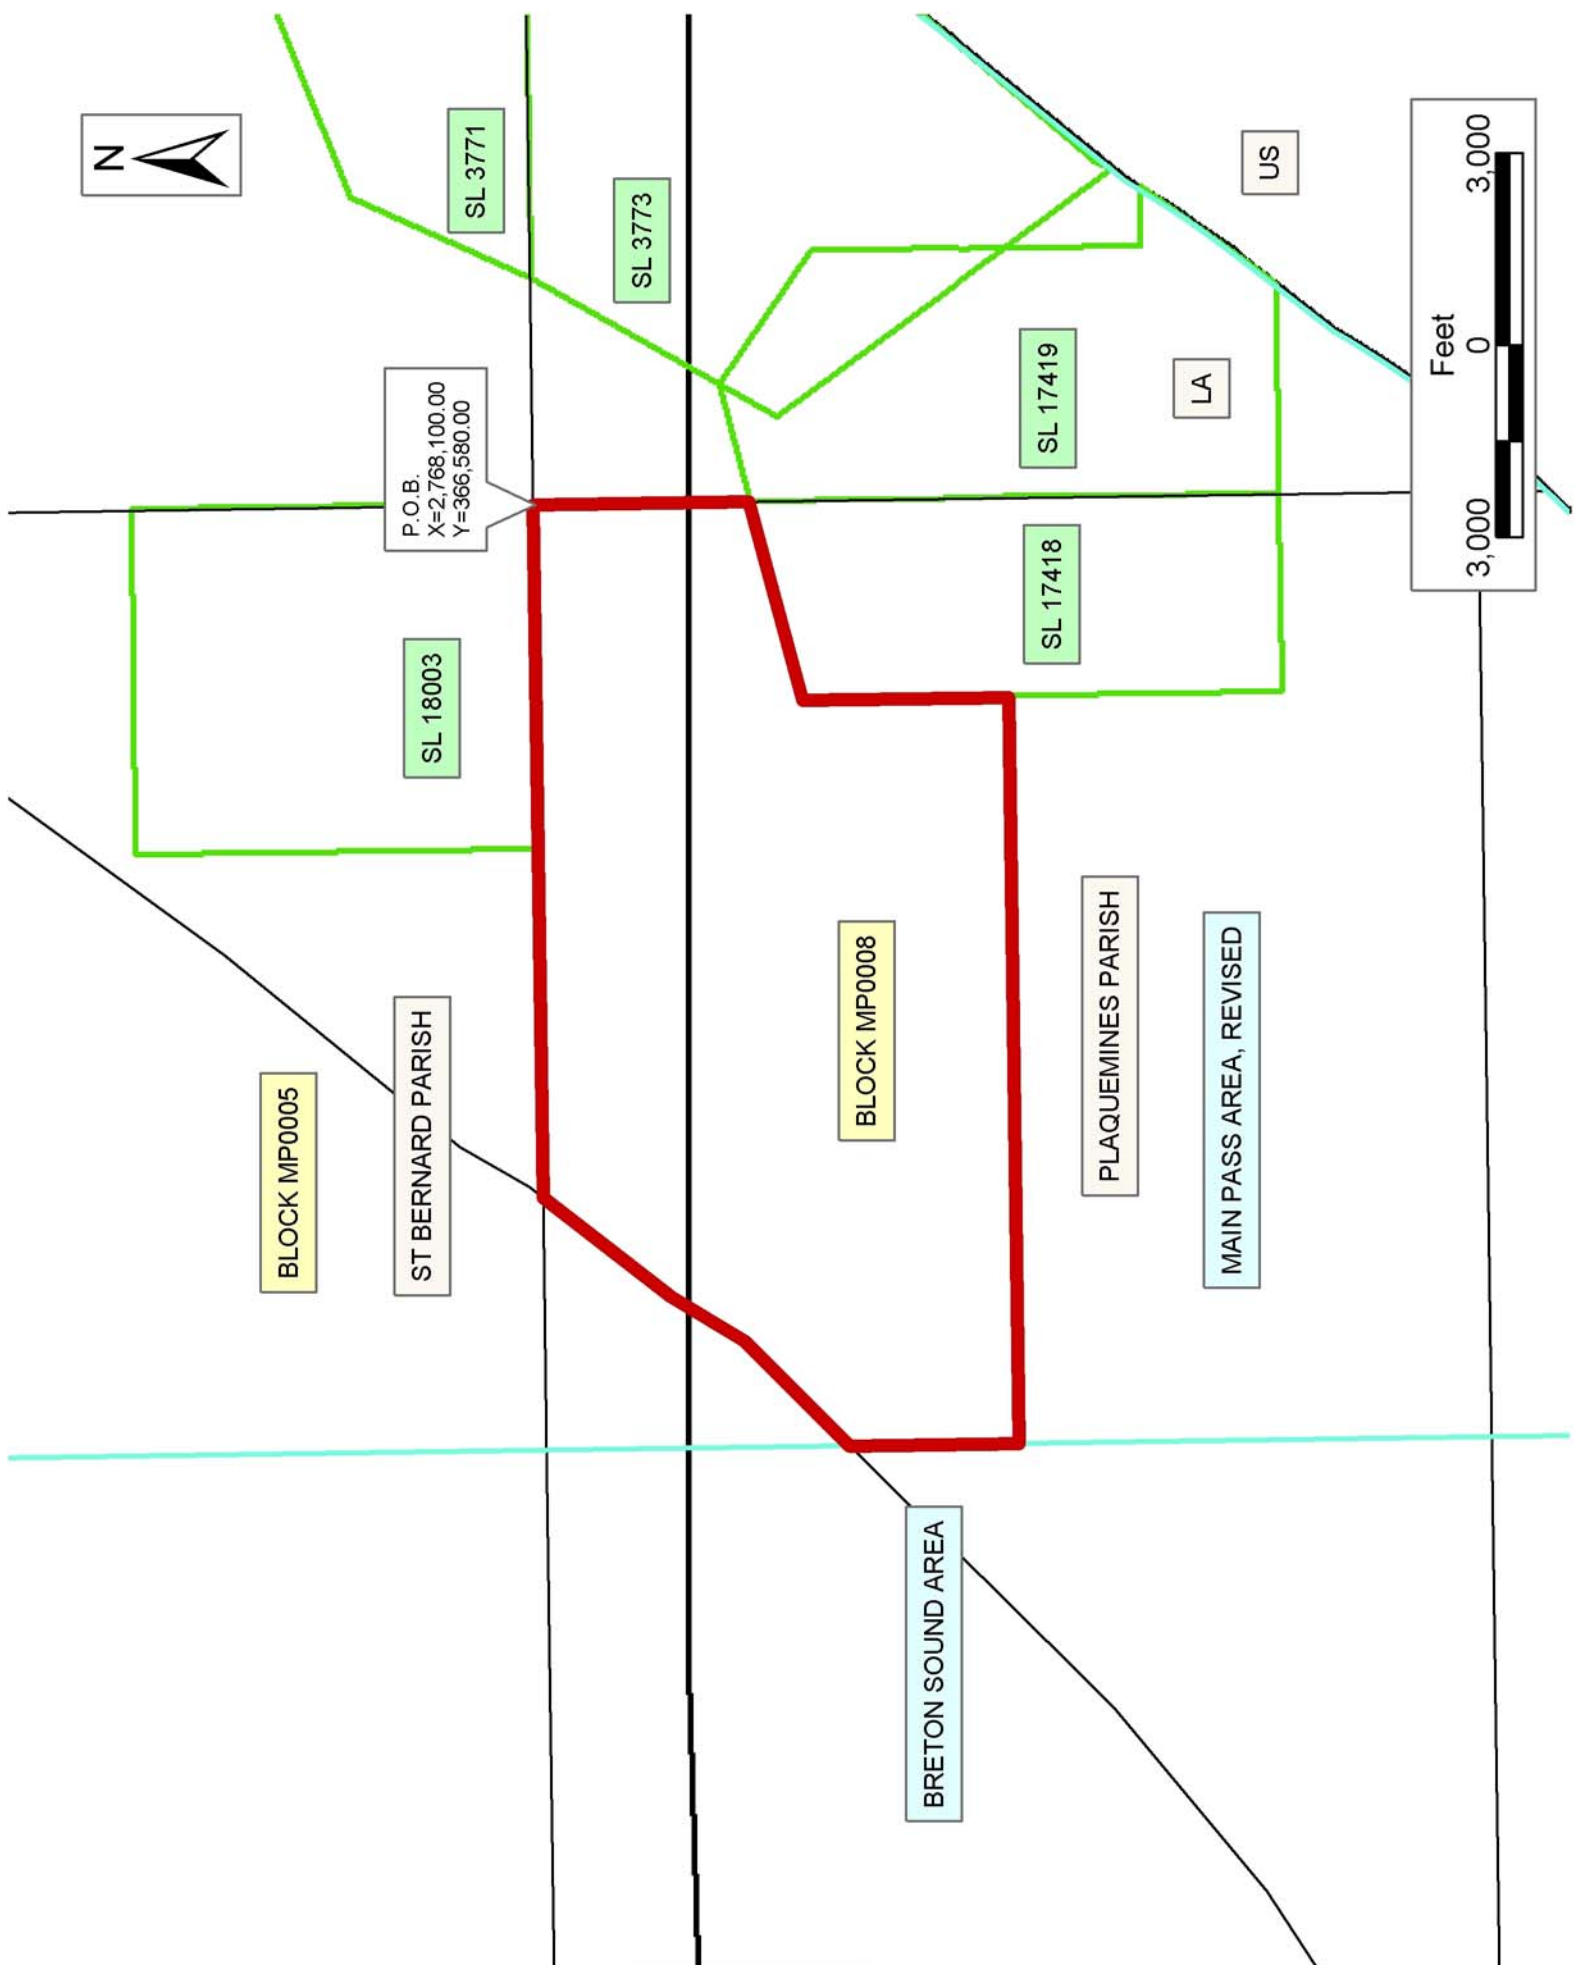 N
BLOCK MP0005
ST BERNARD PARISH
SL 18003
P.O.B.
X=2,768,100.00
Y=366,580.00
SL 3771
SL 3773
BLOCK MP0008
BRETON SOUND AREA
PLAQUEMINES PARISH
SL 17418
SL 17419
MAIN PASS AREA, REVISED
LA
US
Feet
3,000 0 3,000